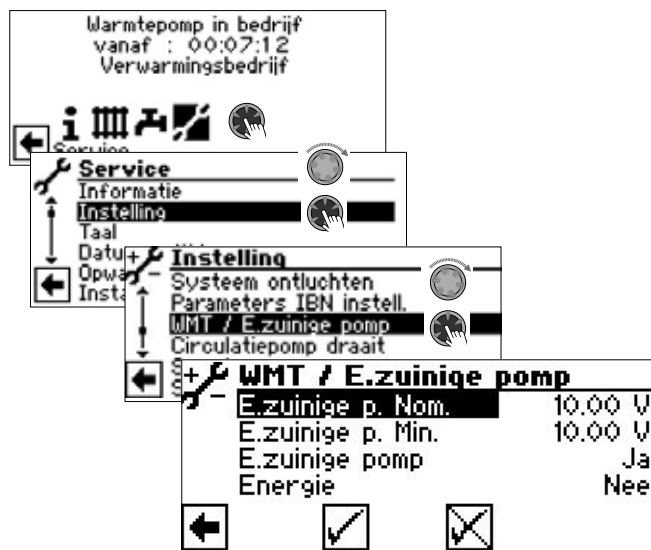 Warmtepomp in bedrijf
vanaf : 00:07:12
Verwarmingsbedrijf
Service
Service
Informatie
Instelling
Taal
Instelling
Systeem ontluchten
Parameters IBN instell.
WMT / E.zuinige pomp
Circulatiepomp draait
WMT / E.zuinige pomp
E.zuinige p. Nom. 10.00 V
E.zuinige p. Min. 10.00 V
E.zuinige pomp Ja
Energie Nee